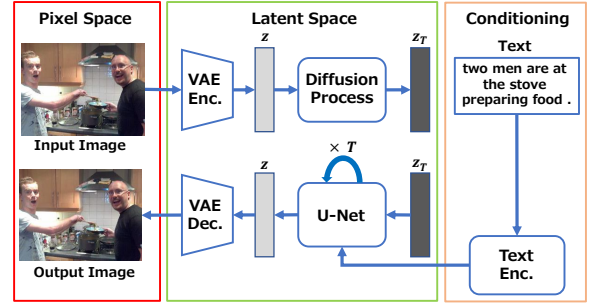 Pixel Space
Latent Space
Conditioning
Text
two men are at
the stove
preparing food .
z
z_T
VAE
Enc.
Diffusion
Process
Input Image
× T
z
z_T
VAE
Dec.
U-Net
Text
Enc.
Output Image